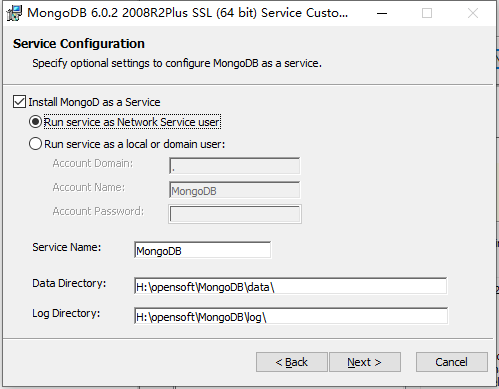 MongoDB 6.0.2 2008R2Plus SSL (64 bit) Service Custo...
Service Configuration
Specify optional settings to configure MongoDB as a service.
Install MongoD as a Service
Run service as Network Service user
Run service as a local or domain user:
Account Domain: .
Account Name: MongoDB
Account Password:
Service Name: MongoDB
Data Directory: H:\opensoft\MongoDB\data\
Log Directory: H:\opensoft\MongoDB\log\
< Back Next > Cancel